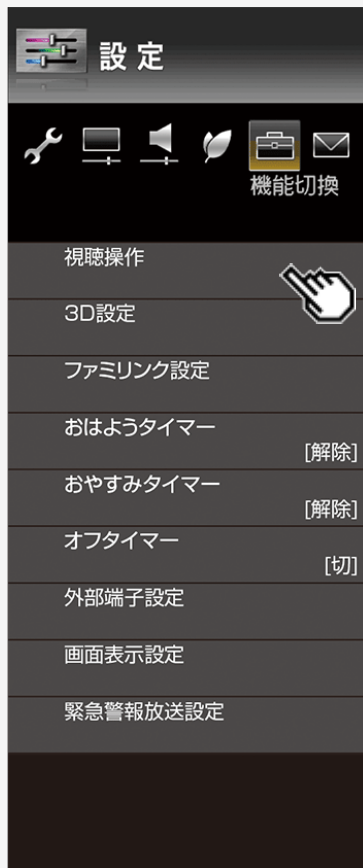 設定
機能切換
視聴操作
3D設定
ファミリンク設定
おはようタイマー
[解除]
おやすみタイマー
[解除]
オフタイマー
[切]
外部端子設定
画面表示設定
緊急警報放送設定